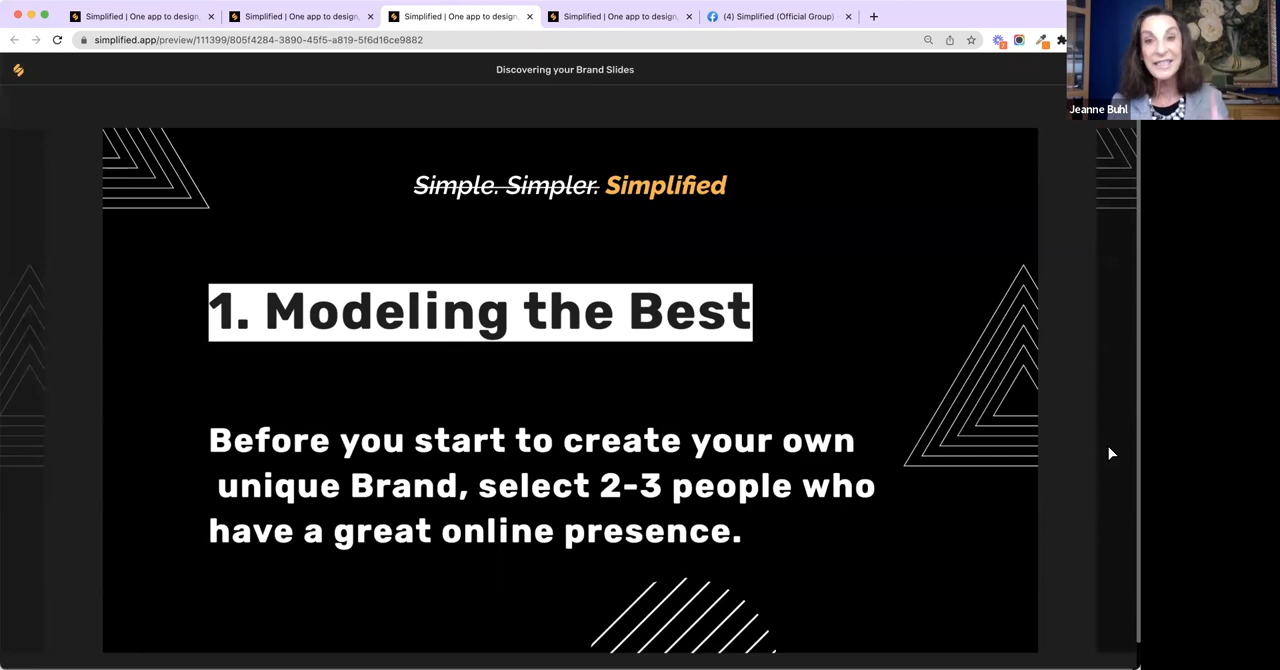 Simplified | One app to design,
Simplified | One app to design,
Simplified | One app to design,
Simplified | One app to design,
(4) Simplified (Official Group)
simplified.app/preview/111399/805f4284-3890-45f5-a819-5f6d16ce9882
Discovering your Brand Slides
Jeanne Buhl
Simple. Simpler. Simplified
1. Modeling the Best
Before you start to create your own
unique Brand, select 2-3 people who
have a great online presence.